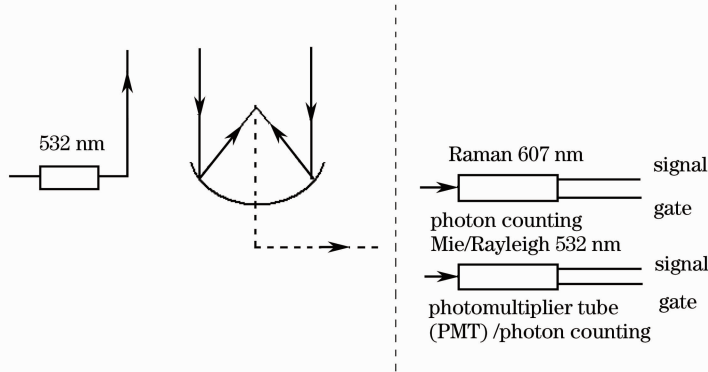 532 nm
Raman 607 nm
signal
gate
photon counting
Mie/Rayleigh 532 nm
signal
gate
photomultiplier tube
(PMT) /photon counting